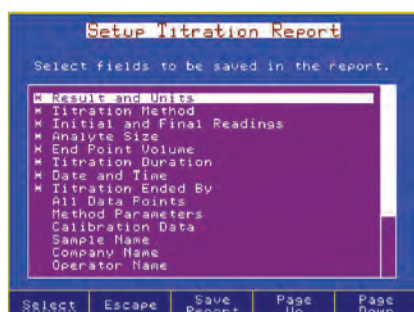 Setup Titration Report
Select fields to be saved in the report.
* Result and Units
* Titration Method
* Initial and Final Readings
* Analyte Size
* End Point Volume
* Titration Duration
* Date and Time
* Titration Ended By
All Data Points
Method Parameters
Calibration Data
Sample Name
Company Name
Operator Name
Select Escape Save Report Page Up Page Down